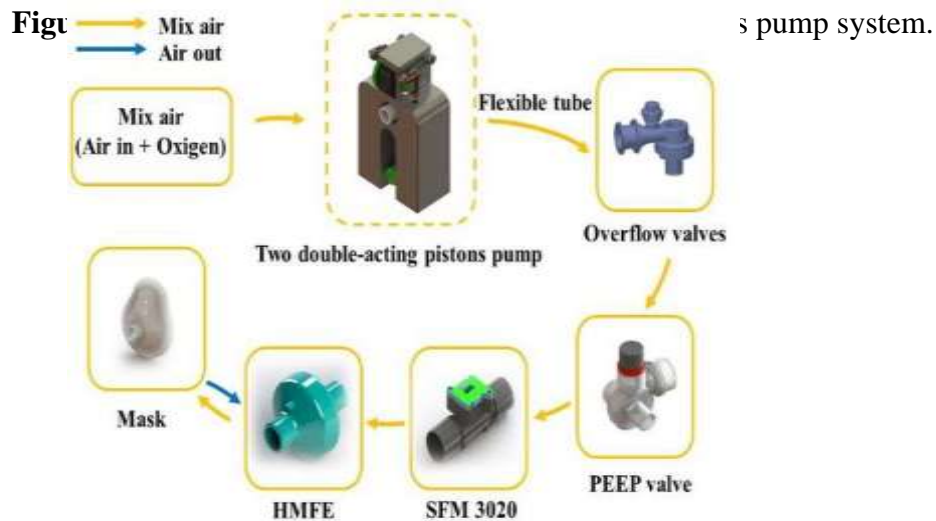 Mix air s pump system.
Air out
Mix air
(Air in + Oxigen)
Flexible tube
Overflow valves
Two double-acting pistons pump
Mask
HMFE
SFM 3020
PEEP valve